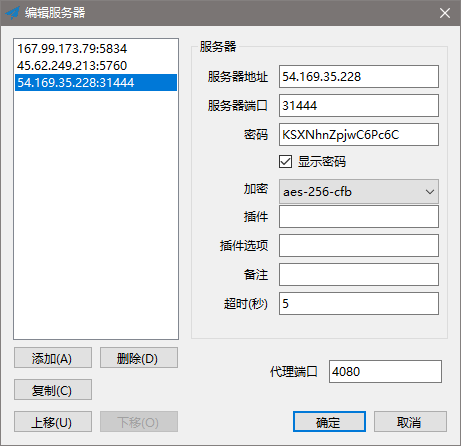 编辑服务器
167.99.173.79:5834
45.62.249.213:5760
54.169.35.228:31444
服务器
服务器地址 54.169.35.228
服务器端口 31444
密码 KSXNhnZpjwC6Pc6C
显示密码
加密 aes-256-cfb
插件
插件选项
备注
超时(秒) 5
添加(A) 删除(D)
复制(C)
代理端口 4080
上移(U) 下移(O)
确定 取消